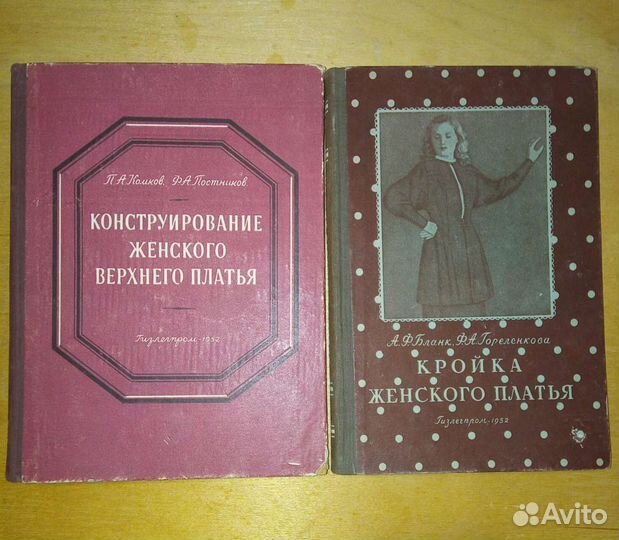 П.А.Комков, Ф.А.Постников.
КОНСТРУИРОВАНИЕ
ЖЕНСКОГО
ВЕРХНЕГО ПЛАТЬЯ
Гизлегпром-1952
А.Ф.Бланк, Ф.А.Гореленкова
КРОЙКА
ЖЕНСКОГО ПЛАТЬЯ
Гизлегпром-1952
Avito